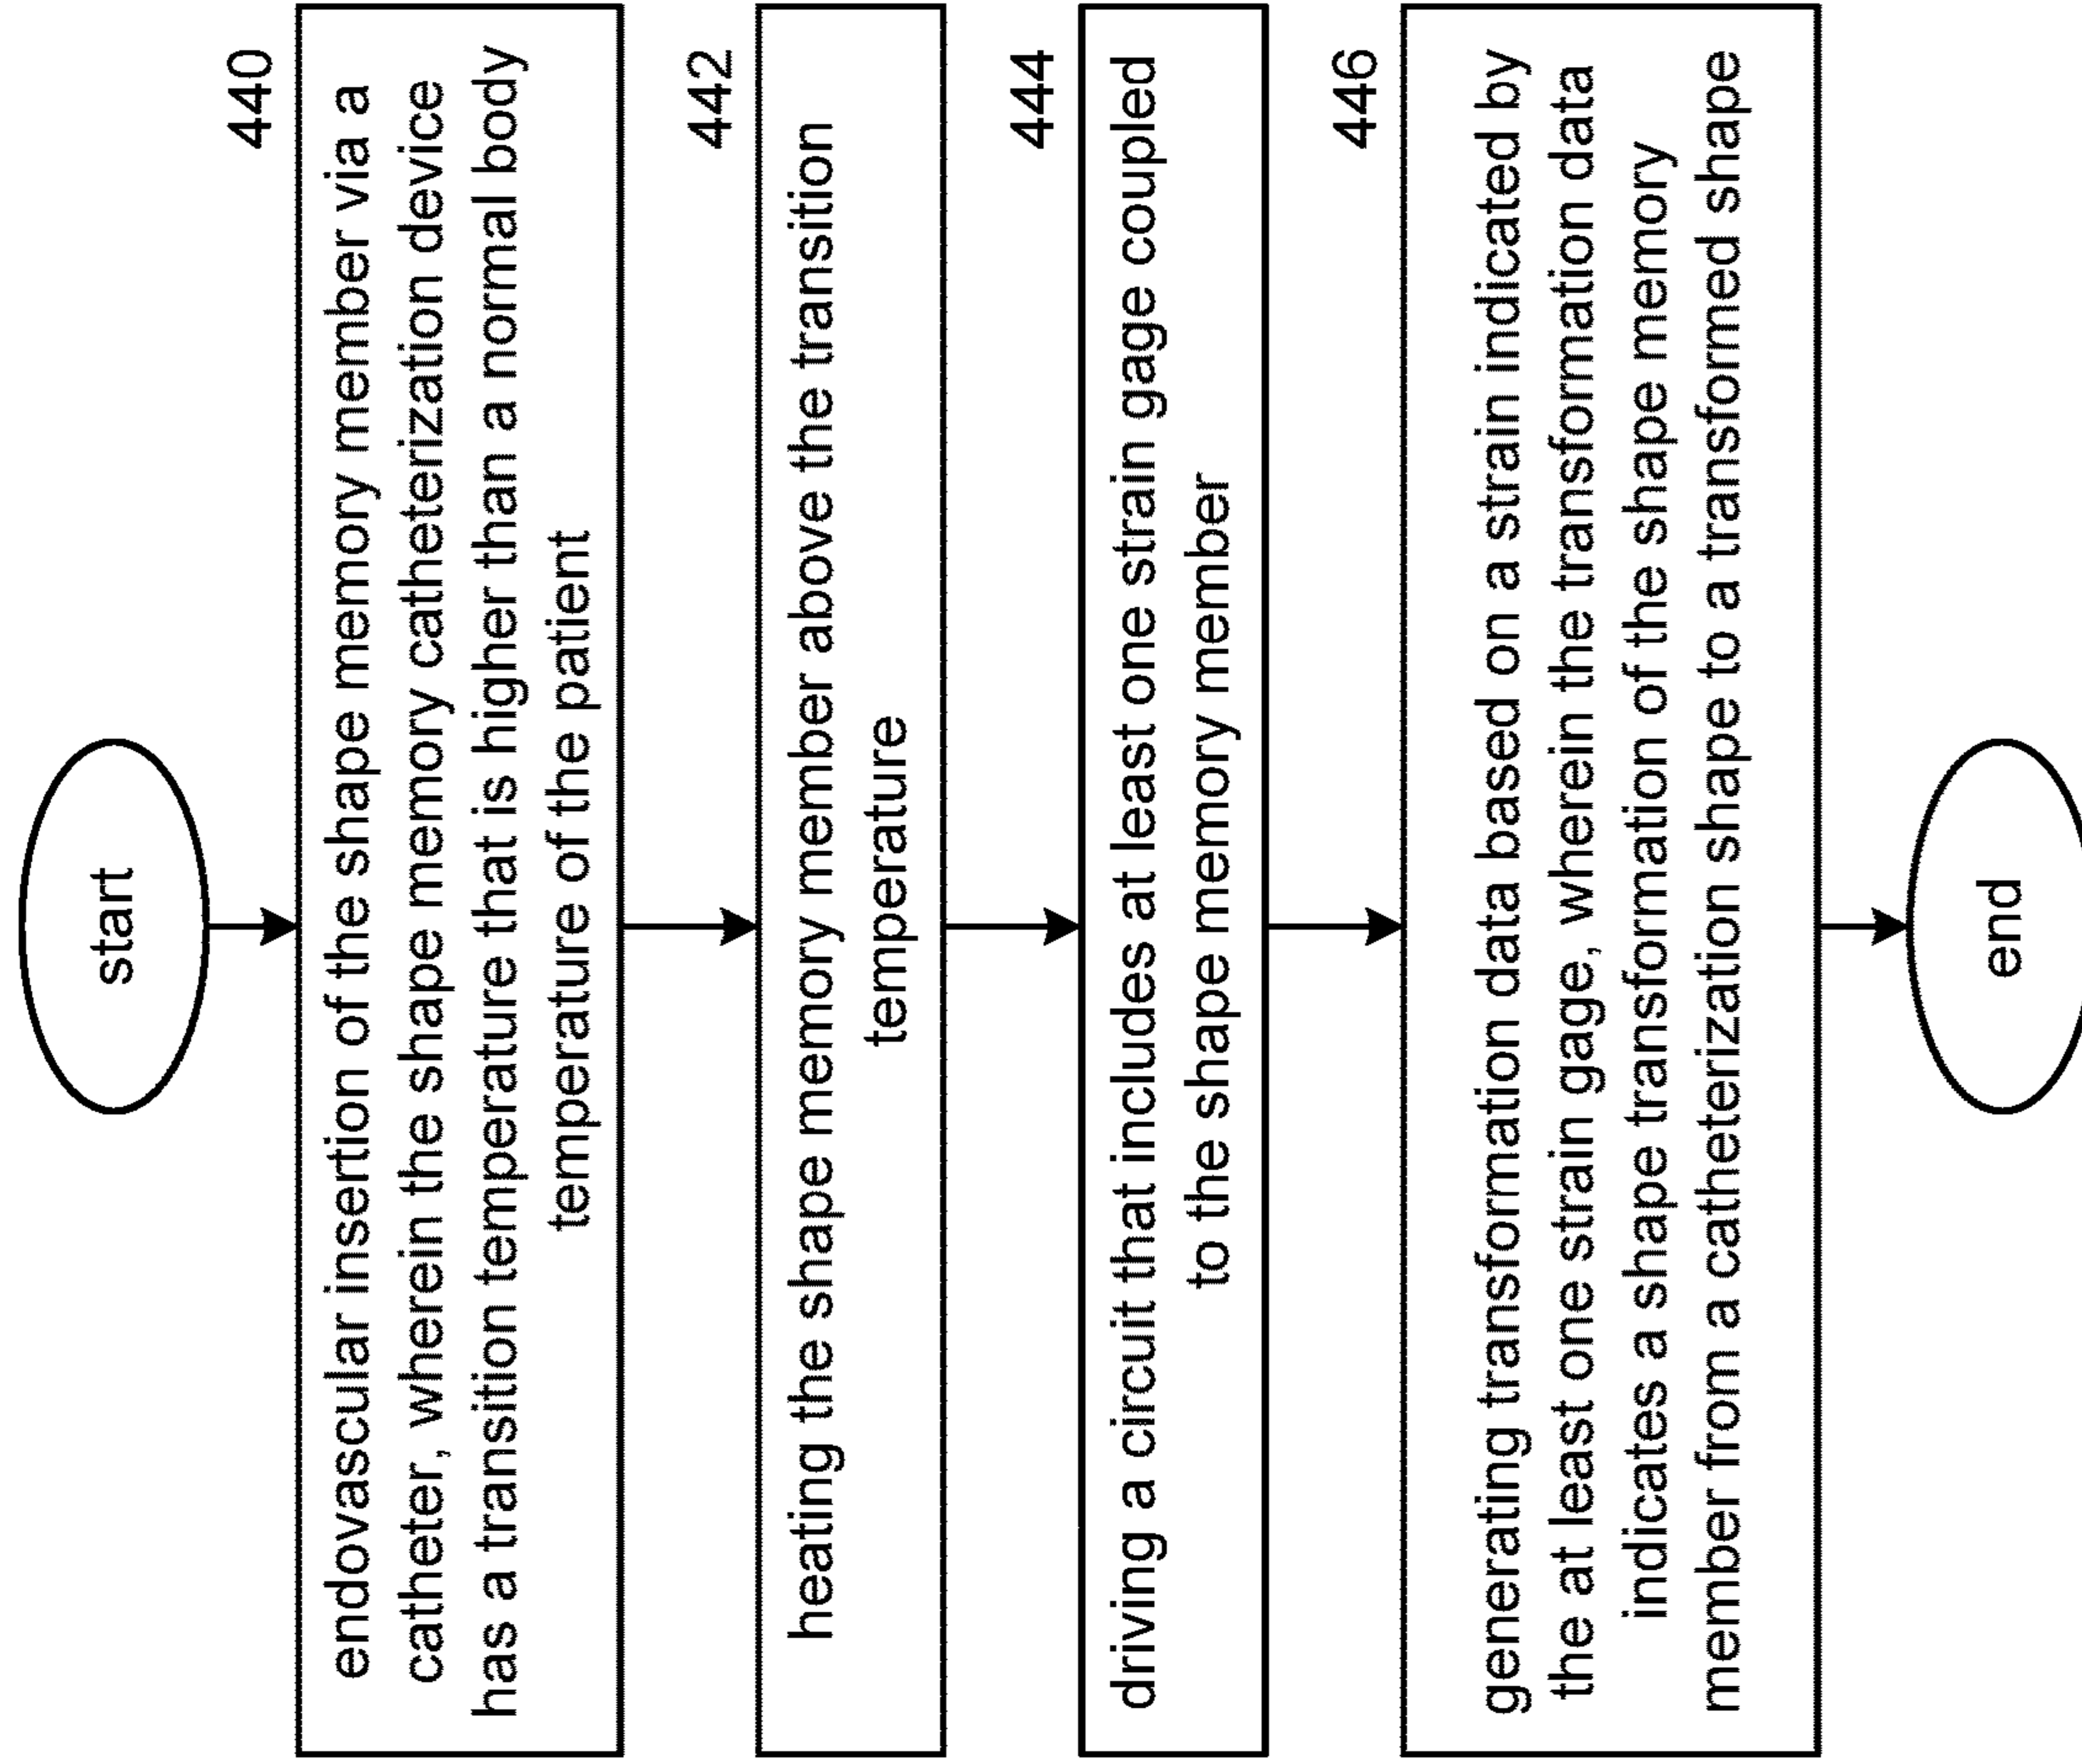 start
440
endovascular insertion of the shape memory member via a
catheter, wherein the shape memory catheterization device
has a transition temperature that is higher than a normal body
temperature of the patient
442
heating the shape memory member above the transition
temperature
444
driving a circuit that includes at least one strain gage coupled
to the shape memory member
446
generating transformation data based on a strain indicated by
the at least one strain gage, wherein the transformation data
indicates a shape transformation of the shape memory
member from a catheterization shape to a transformed shape
end